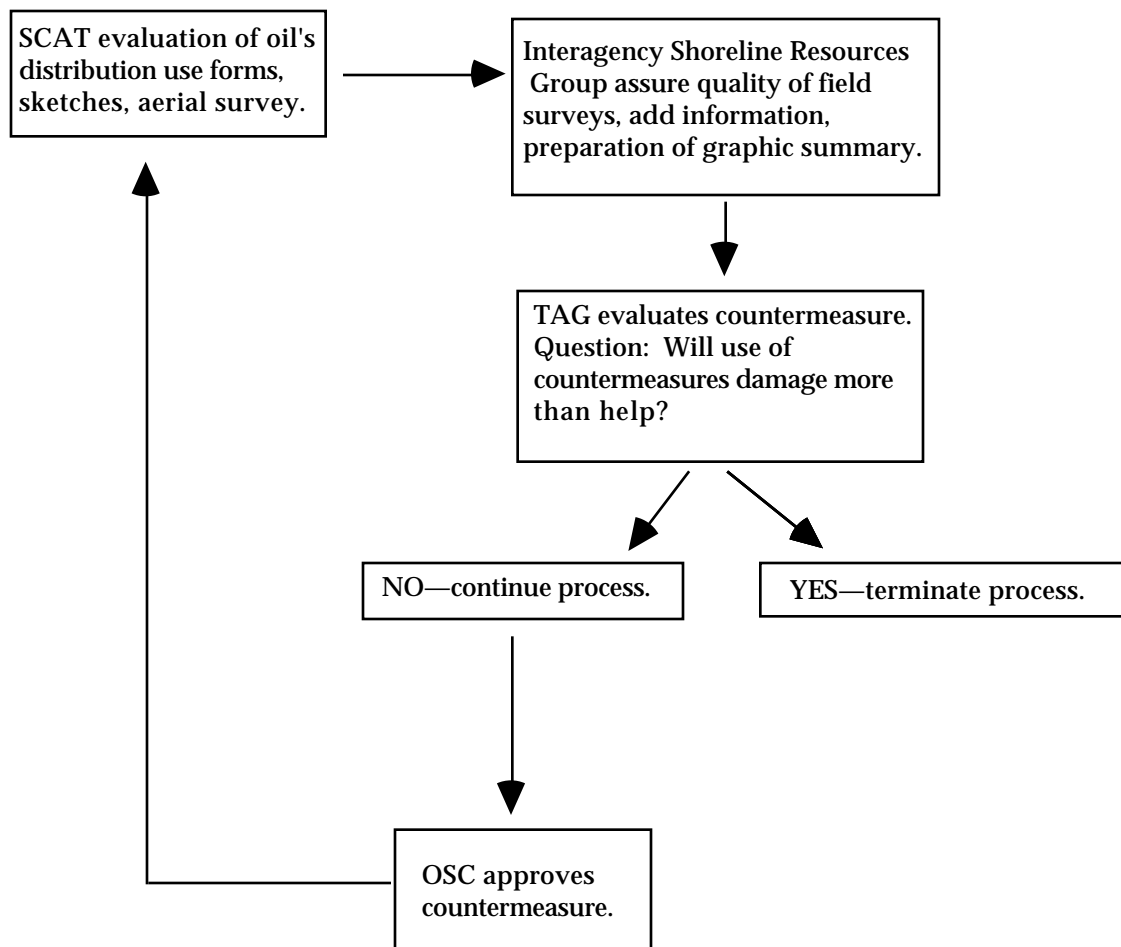 SCAT evaluation of oil's
distribution use forms,
sketches, aerial survey.
Interagency Shoreline Resources
Group assure quality of field
surveys, add information,
preparation of graphic summary.
TAG evaluates countermeasure.
Question: Will use of
countermeasures damage more
than help?
NO—continue process.
YES—terminate process.
OSC approves
countermeasure.